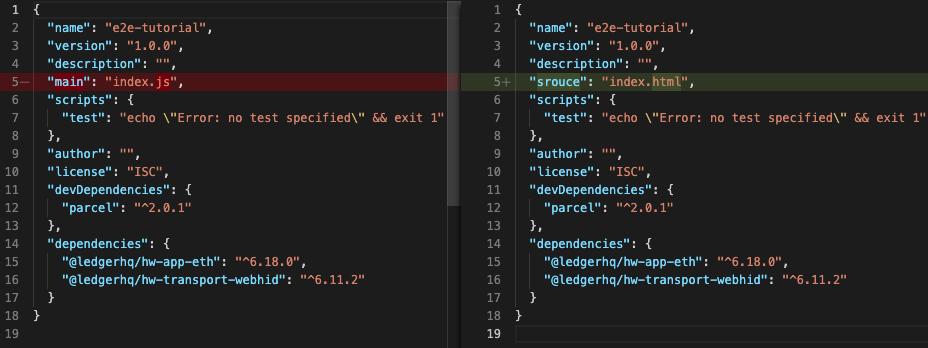 1 {
2 "name": "e2e-tutorial",
3 "version": "1.0.0",
4 "description": "",
5− "main": "index.js",
6 "scripts": {
7 "test": "echo \"Error: no test specified\" && exit 1"
8 },
9 "author": "",
10 "license": "ISC",
11 "devDependencies": {
12 "parcel": "^2.0.1"
13 },
14 "dependencies": {
15 "@ledgerhq/hw-app-eth": "^6.18.0",
16 "@ledgerhq/hw-transport-webhid": "^6.11.2"
17 }
18 }
19
1 {
2 "name": "e2e-tutorial",
3 "version": "1.0.0",
4 "description": "",
5+ "srouce": "index.html",
6 "scripts": {
7 "test": "echo \"Error: no test specified\" && exit 1"
8 },
9 "author": "",
10 "license": "ISC",
11 "devDependencies": {
12 "parcel": "^2.0.1"
13 },
14 "dependencies": {
15 "@ledgerhq/hw-app-eth": "^6.18.0",
16 "@ledgerhq/hw-transport-webhid": "^6.11.2"
17 }
18 }
19